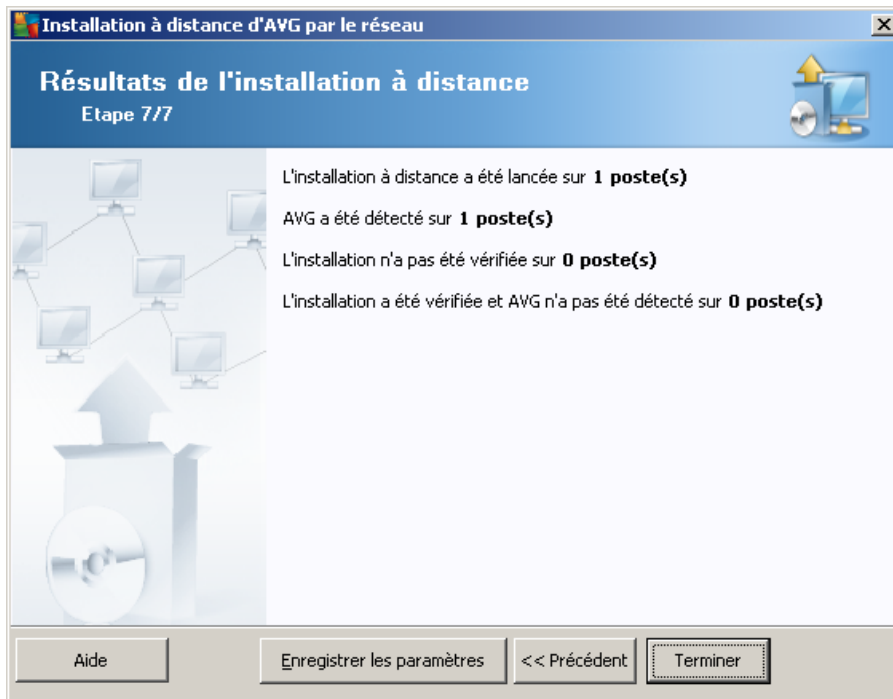 Installation à distance d'AVG par le réseau
Résultats de l'installation à distance
Etape 7/7
L'installation à distance a été lancée sur 1 poste(s)
AVG a été détecté sur 1 poste(s)
L'installation n'a pas été vérifiée sur 0 poste(s)
L'installation a été vérifiée et AVG n'a pas été détecté sur 0 poste(s)
Aide
Enregistrer les paramètres
<< Précédent
Terminer